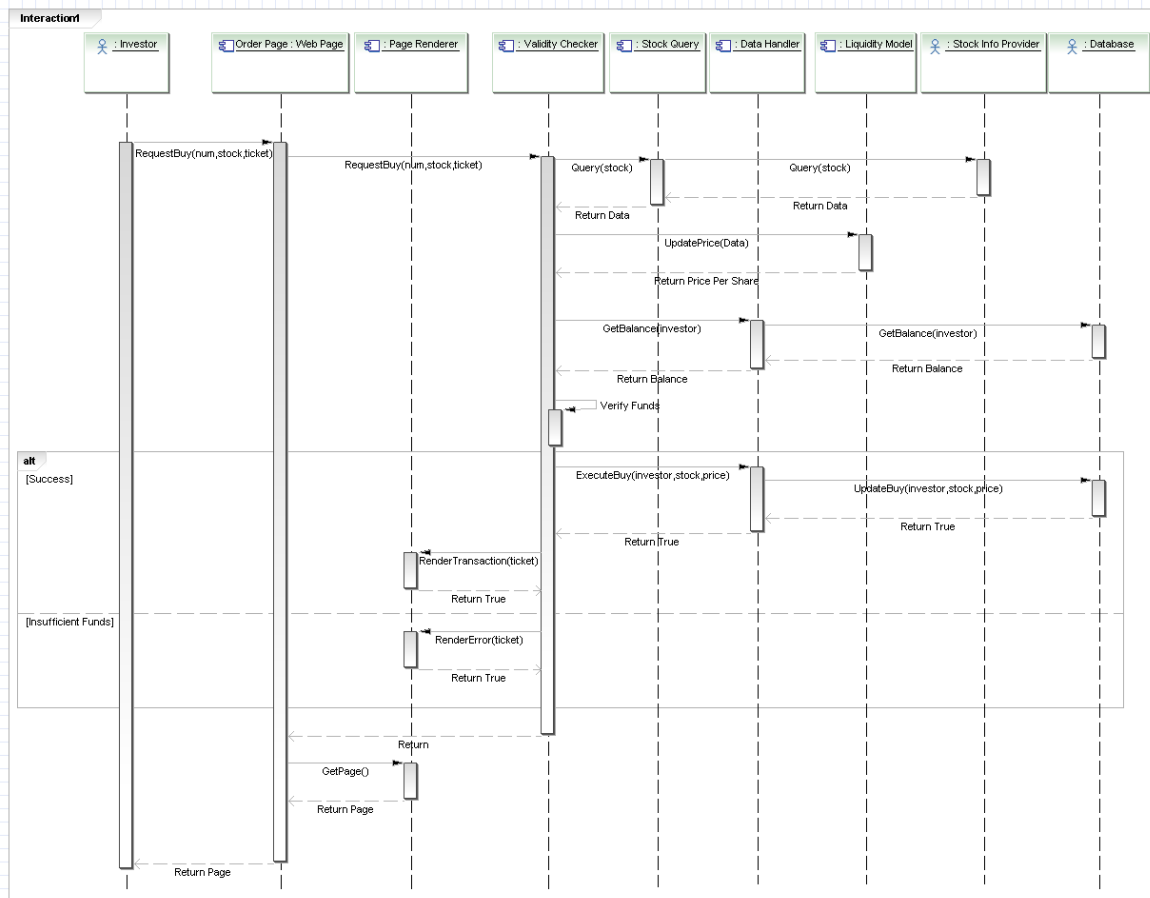 Interaction1
: Investor
Order Page : Web Page
: Page Renderer
: Validity Checker
: Stock Query
: Data Handler
: Liquidity Model
: Stock Info Provider
: Database
RequestBuy(num,stock,ticket)
RequestBuy(num,stock,ticket)
Query(stock)
Query(stock)
Return Data
Return Data
UpdatePrice(Data)
Return Price Per Share
GetBalance(investor)
GetBalance(investor)
Return Balance
Return Balance
Verify Funds
alt
[Success]
ExecuteBuy(investor,stock,price)
UpdateBuy(investor,stock,price)
Return True
Return True
RenderTransaction(ticket)
Return True
[Insufficient Funds]
RenderError(ticket)
Return True
Return
GetPage()
Return Page
Return Page